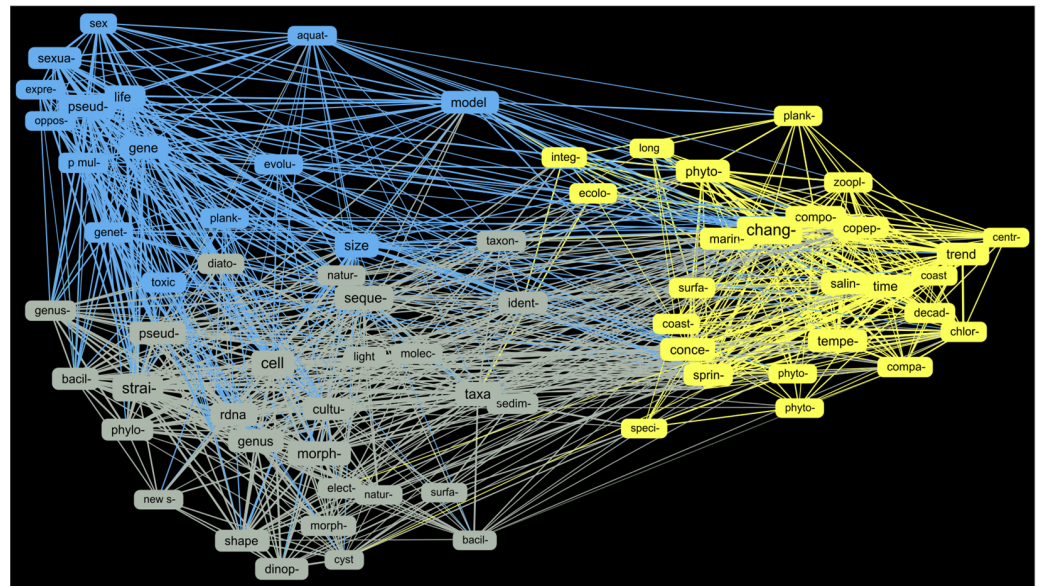 sex
aquat-
sexua-
expre-
life
pseud-
model
oppos-
plank-
gene
long
p mul-
evolu-
integ-
phyto-
zoopl-
ecolo-
plank-
compo-
genet-
chang-
copep-
marin-
centr-
size
taxon-
trend
diato-
natur-
coast
toxic
salin-
time
surfa-
seque-
ident-
genus-
decad-
coast-
pseud-
chlor-
tempe-
conce-
molec-
light
cell
compa-
bacil-
sprin-
phyto-
strai-
taxa
sedim-
phyto-
cultu-
rdna
phylo-
speci-
genus
morph-
elect-
natur-
surfa-
new s-
morph-
shape
bacil-
cyst
dinop-